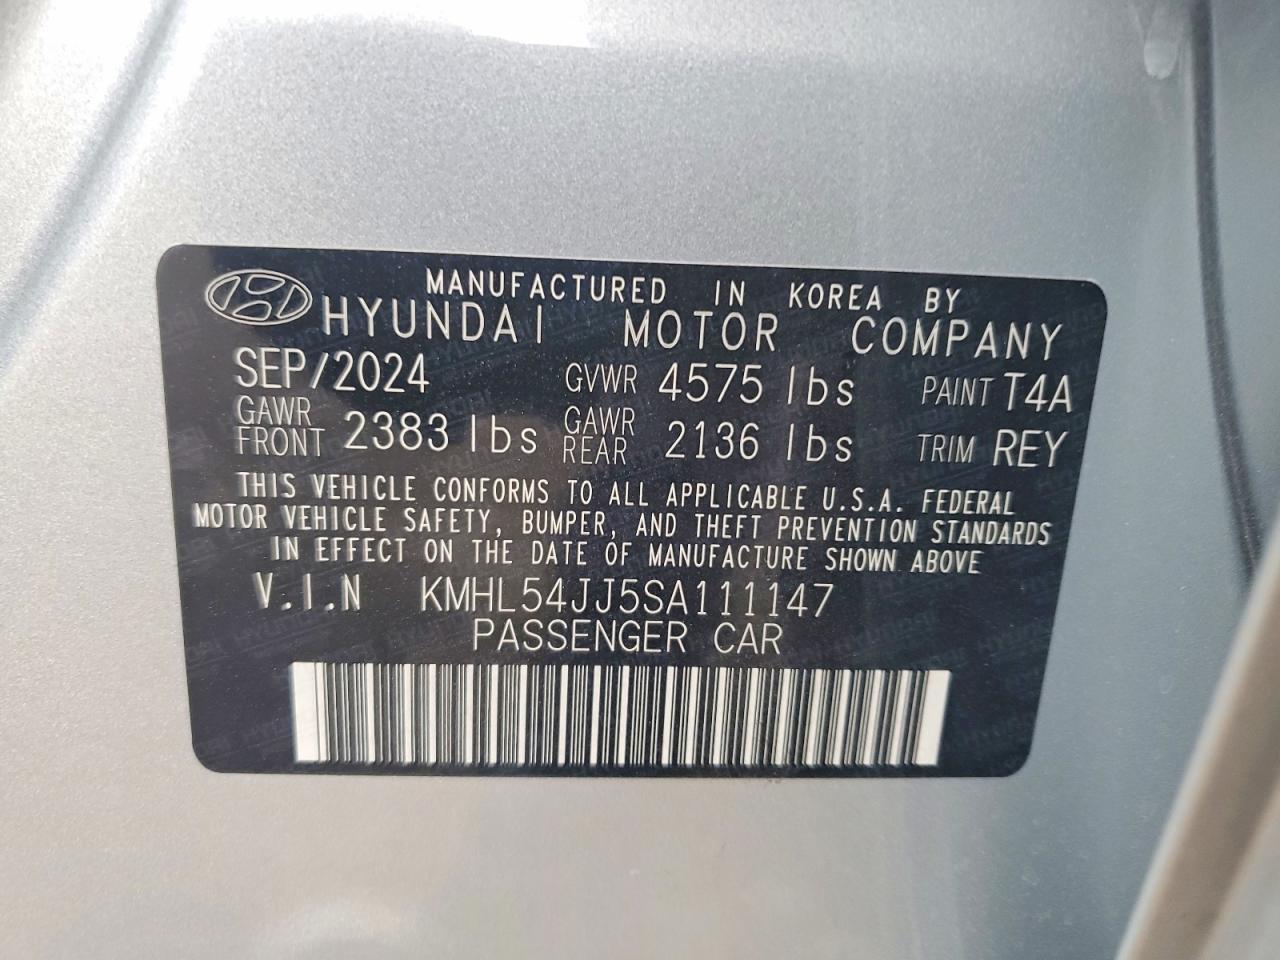 MANUFACTURED IN KOREA BY
HYUNDAI MOTOR COMPANY
SEP/2024 GVWR 4575 lbs PAINT T4A
GAWR FRONT 2383 lbs GAWR REAR 2136 lbs TRIM REY
THIS VEHICLE CONFORMS TO ALL APPLICABLE U.S.A. FEDERAL
MOTOR VEHICLE SAFETY, BUMPER, AND THEFT PREVENTION STANDARDS
IN EFFECT ON THE DATE OF MANUFACTURE SHOWN ABOVE
V.I.N KMHL54JJ5SA111147
PASSENGER CAR